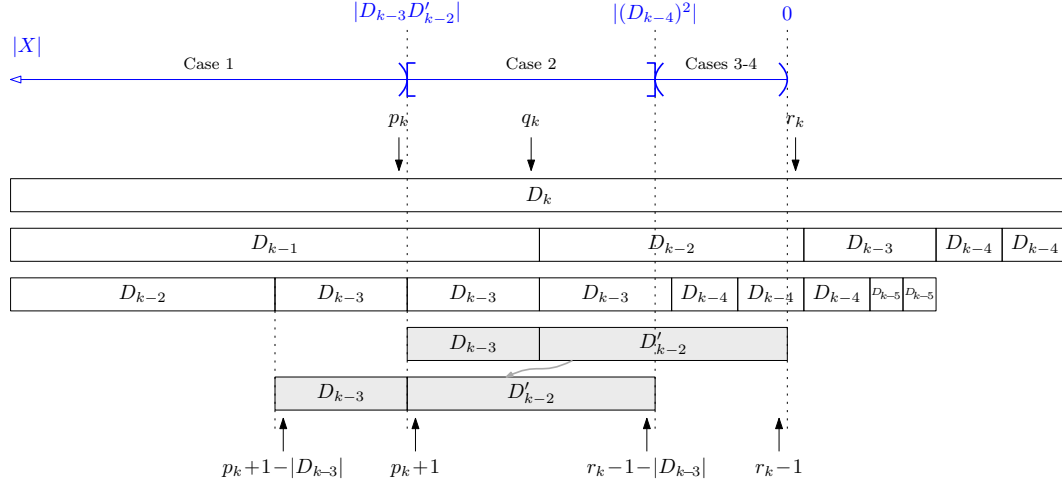 |D_{k−3}D′_{k−2}| |(D_{k−4})²| 0
|X|
Case 1 Case 2 Cases 3-4
p_k q_k r_k
D_k
D_{k−1} D_{k−2} D_{k−3} D_{k−4} D_{k−4}
D_{k−2} D_{k−3} D_{k−3} D_{k−3} D_{k−4} D_{k−4} D_{k−4} D_{k−5} D_{k−5}
D_{k−3} D′_{k−2}
D_{k−3} D′_{k−2}
p_k+1−|D_{k−3}| p_k+1 r_k−1−|D_{k−3}| r_k−1